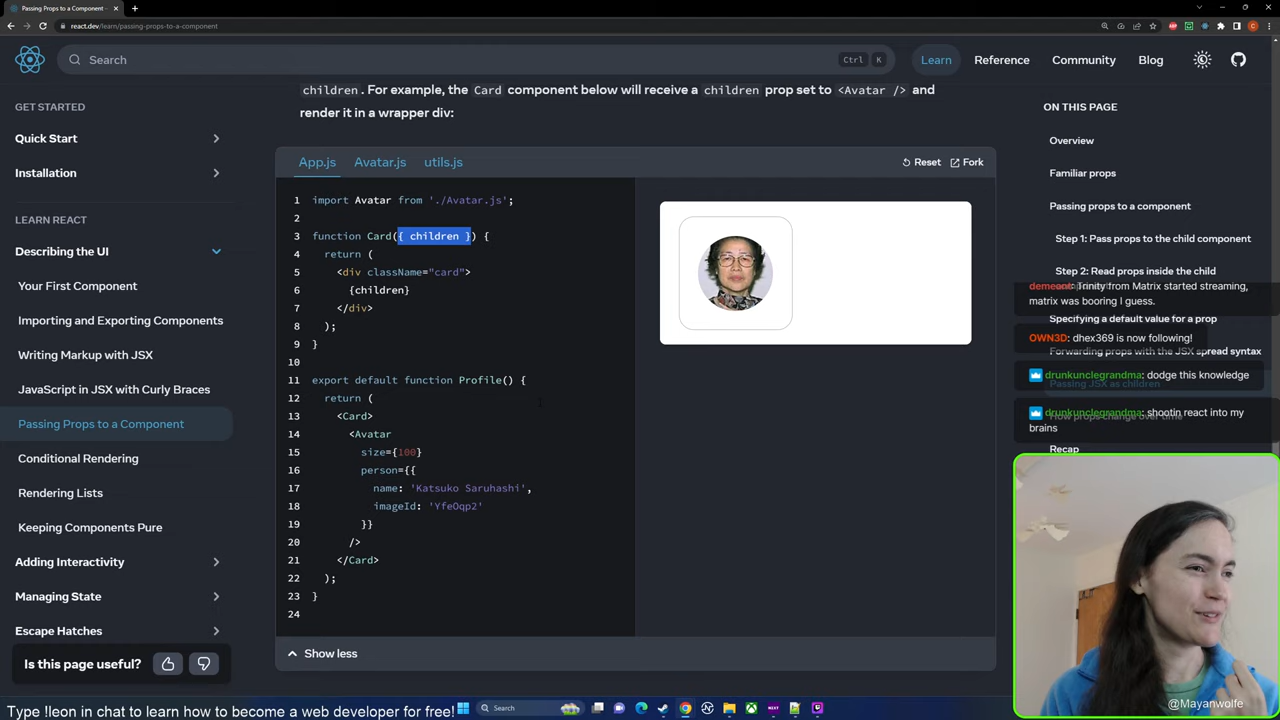 Passing Props to a Component –
react.dev/learn/passing-props-to-a-component
Search
Ctrl K
Learn
Reference
Community
Blog
GET STARTED
Quick Start
Installation
LEARN REACT
Describing the UI
Your First Component
Importing and Exporting Components
Writing Markup with JSX
JavaScript in JSX with Curly Braces
Passing Props to a Component
Conditional Rendering
Rendering Lists
Keeping Components Pure
Adding Interactivity
Managing State
Escape Hatches
Is this page useful?
children. For example, the Card component below will receive a children prop set to <Avatar /> and
render it in a wrapper div:
App.js
Avatar.js
utils.js
Reset
Fork
1 import Avatar from './Avatar.js';
2
3 function Card({ children }) {
4 return (
5 <div className="card">
6 {children}
7 </div>
8 );
9 }
10
11 export default function Profile() {
12 return (
13 <Card>
14 <Avatar
15 size={100}
16 person={{
17 name: 'Katsuko Saruhashi',
18 imageId: 'YfeOqp2'
19 }}
20 />
21 </Card>
22 );
23 }
24
Show less
ON THIS PAGE
Overview
Familiar props
Passing props to a component
Step 1: Pass props to the child component
Step 2: Read props inside the child
demeant: Trinity from Matrix started streaming,
matrix was booring I guess.
Specifying a default value for a prop
OWN3D: dhex369 is now following!
Forwarding props with the JSX spread syntax
drunkunclegrandma: dodge this knowledge
Passing JSX as children
drunkunclegrandma: shootin react into my
brains
How props change over time
Recap
@Mayanwolfe
Type !leon in chat to learn how to become a web developer for free!
Search